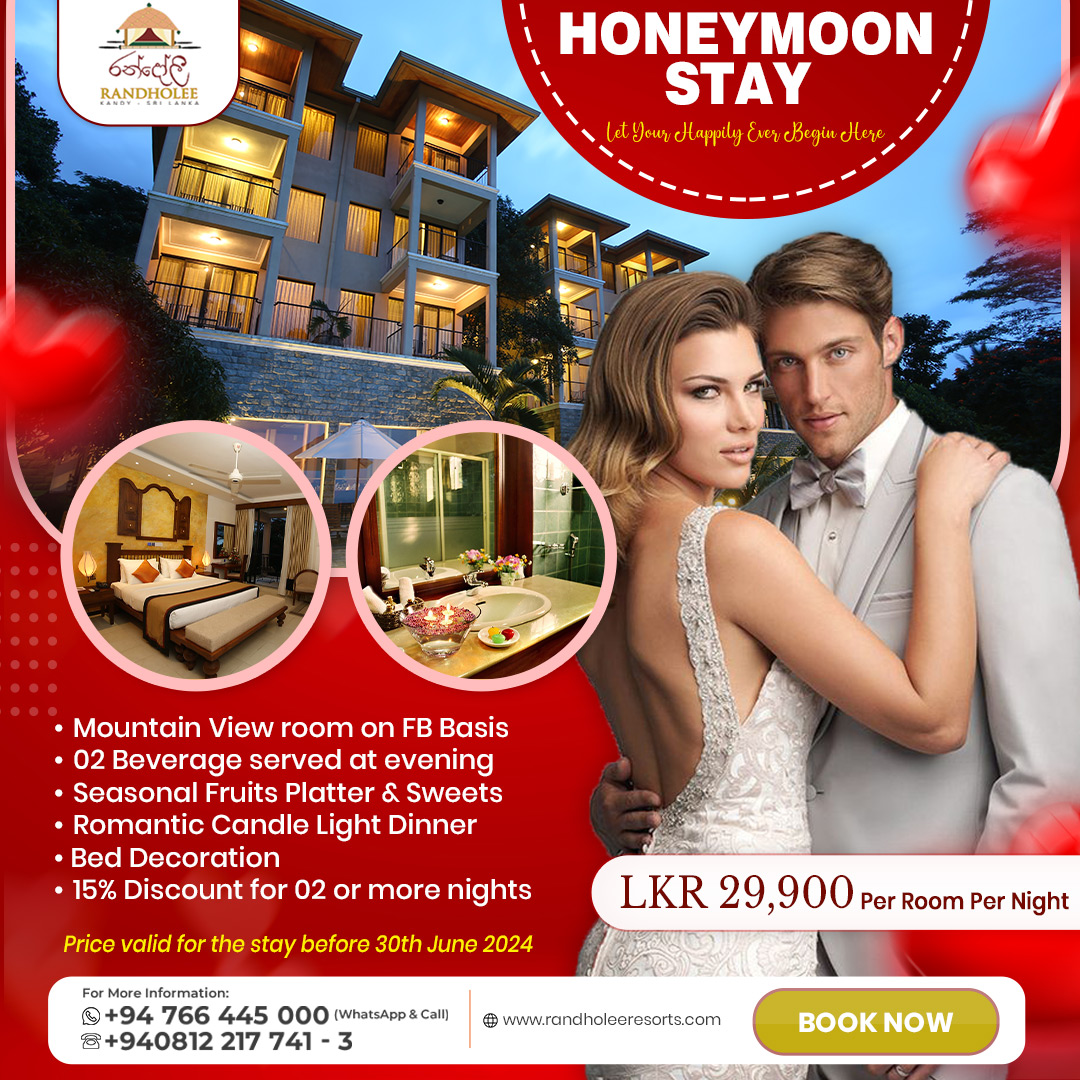 රන්දෝලි
RANDHOLEE
KANDY - SRI LANKA
HONEYMOON
STAY
Let Your Happily Ever Begin Here
• Mountain View room on FB Basis
• 02 Beverage served at evening
• Seasonal Fruits Platter & Sweets
• Romantic Candle Light Dinner
• Bed Decoration
• 15% Discount for 02 or more nights
LKR 29,900 Per Room Per Night
Price valid for the stay before 30th June 2024
For More Information:
+94 766 445 000 (WhatsApp & Call)
+940812 217 741 - 3
www.randholeeresorts.com
BOOK NOW